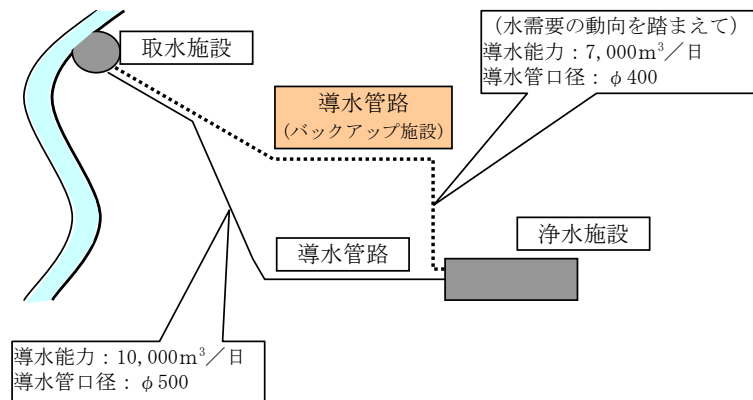 取水施設
(水需要の動向を踏まえて)
導水能力：7,000m³／日
導水管口径：φ400
導水管路
(バックアップ施設)
浄水施設
導水管路
導水能力：10,000m³／日
導水管口径：φ500